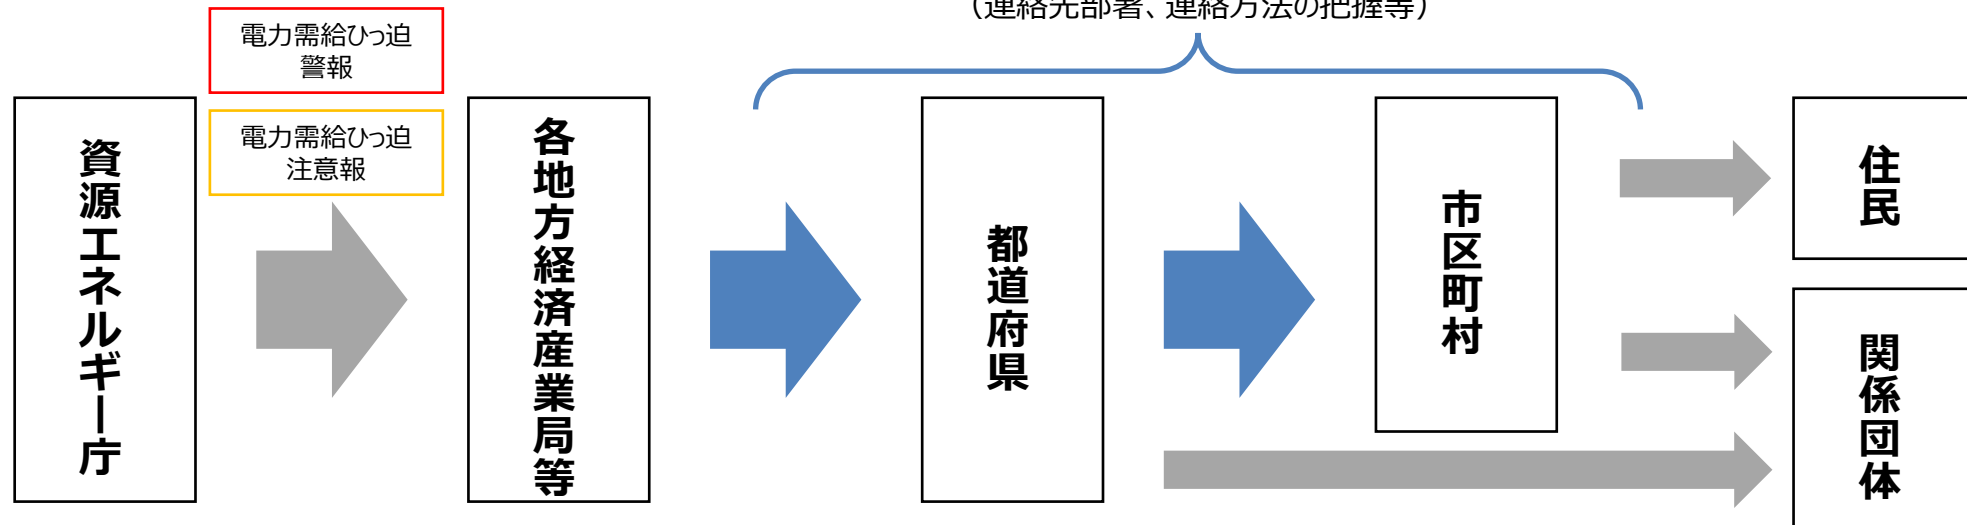 （連絡先部署、連絡方法の把握等）
電力需給ひっ迫
警報
電力需給ひっ迫
注意報
資源エネルギー庁
各地方経済産業局等
都道府県
市区町村
住民
関係団体